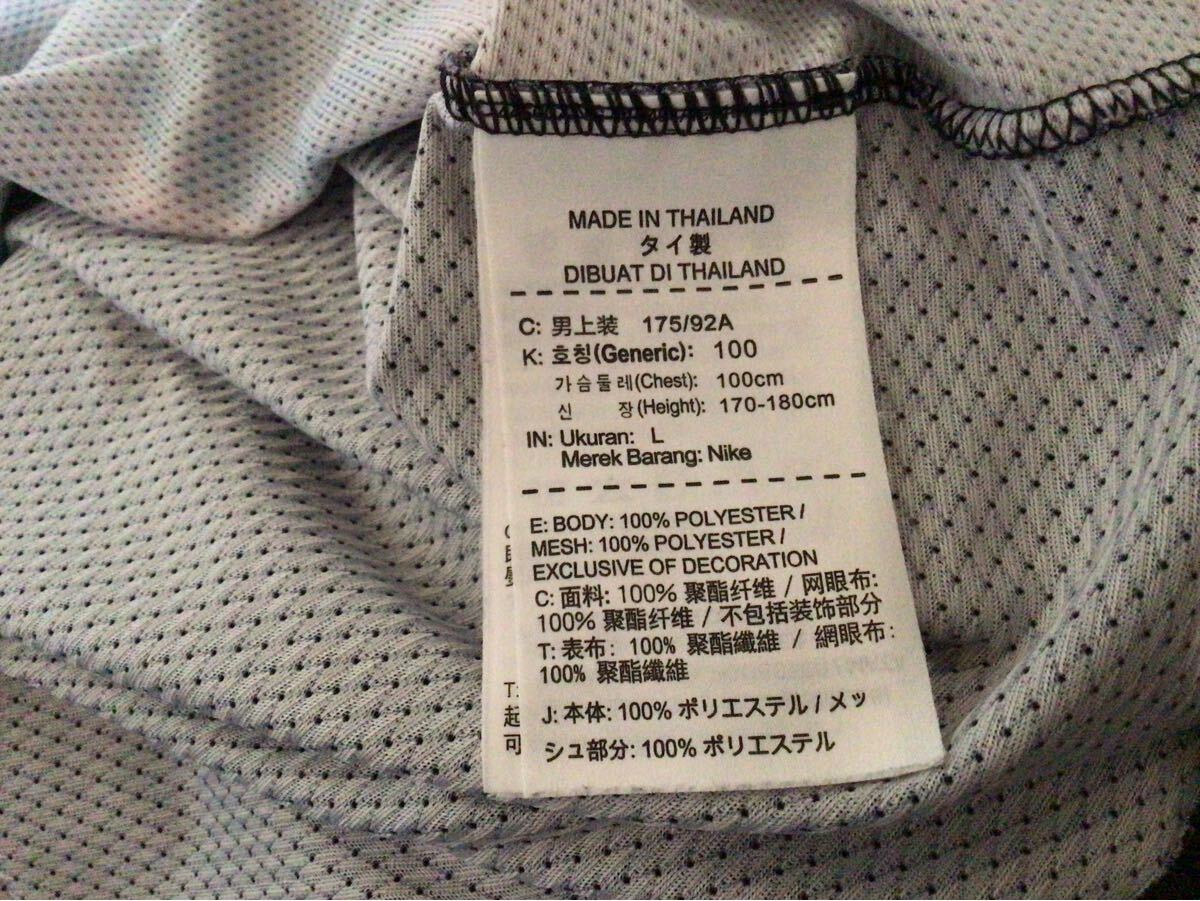 MADE IN THAILAND
タイ製
DIBUAT DI THAILAND
C: 男上装 175/92A
K: 호칭(Generic): 100
가슴둘레(Chest): 100cm
신 장(Height): 170-180cm
IN: Ukuran: L
Merek Barang: Nike
E: BODY: 100% POLYESTER /
MESH: 100% POLYESTER /
EXCLUSIVE OF DECORATION
C: 面料: 100% 聚酯纤维 / 网眼布:
100% 聚酯纤维 / 不包括装饰部分
T: 表布: 100% 聚酯纖維 / 網眼布:
100% 聚酯纖維
J: 本体: 100% ポリエステル / メッ
シュ部分: 100% ポリエステル
T:
起
可